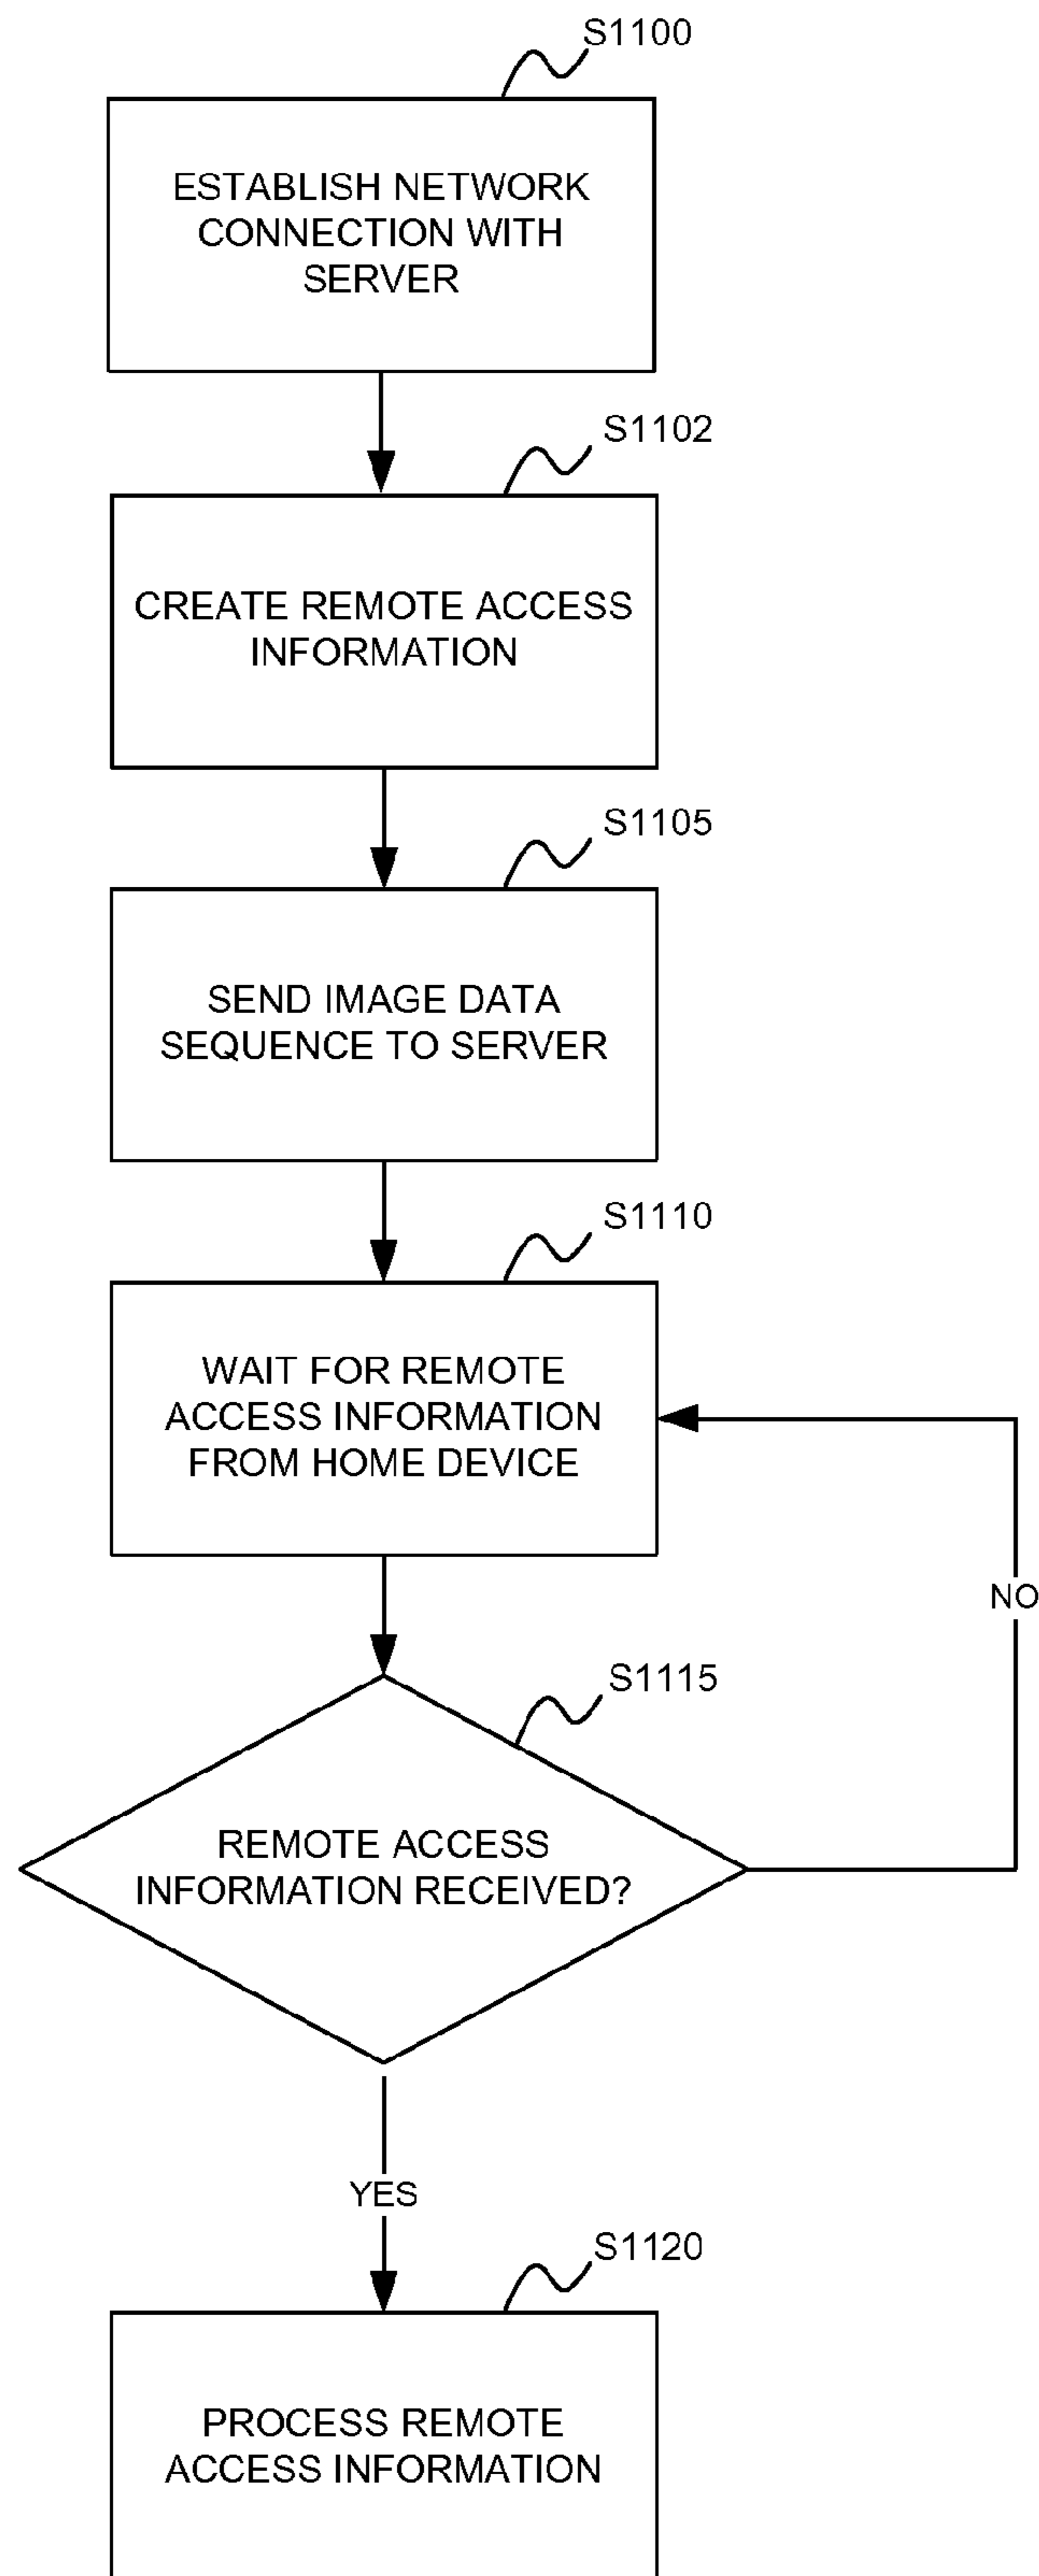 S1100
ESTABLISH NETWORK
CONNECTION WITH
SERVER
S1102
CREATE REMOTE ACCESS
INFORMATION
S1105
SEND IMAGE DATA
SEQUENCE TO SERVER
S1110
WAIT FOR REMOTE
ACCESS INFORMATION
FROM HOME DEVICE
NO
S1115
REMOTE ACCESS
INFORMATION RECEIVED?
YES
S1120
PROCESS REMOTE
ACCESS INFORMATION